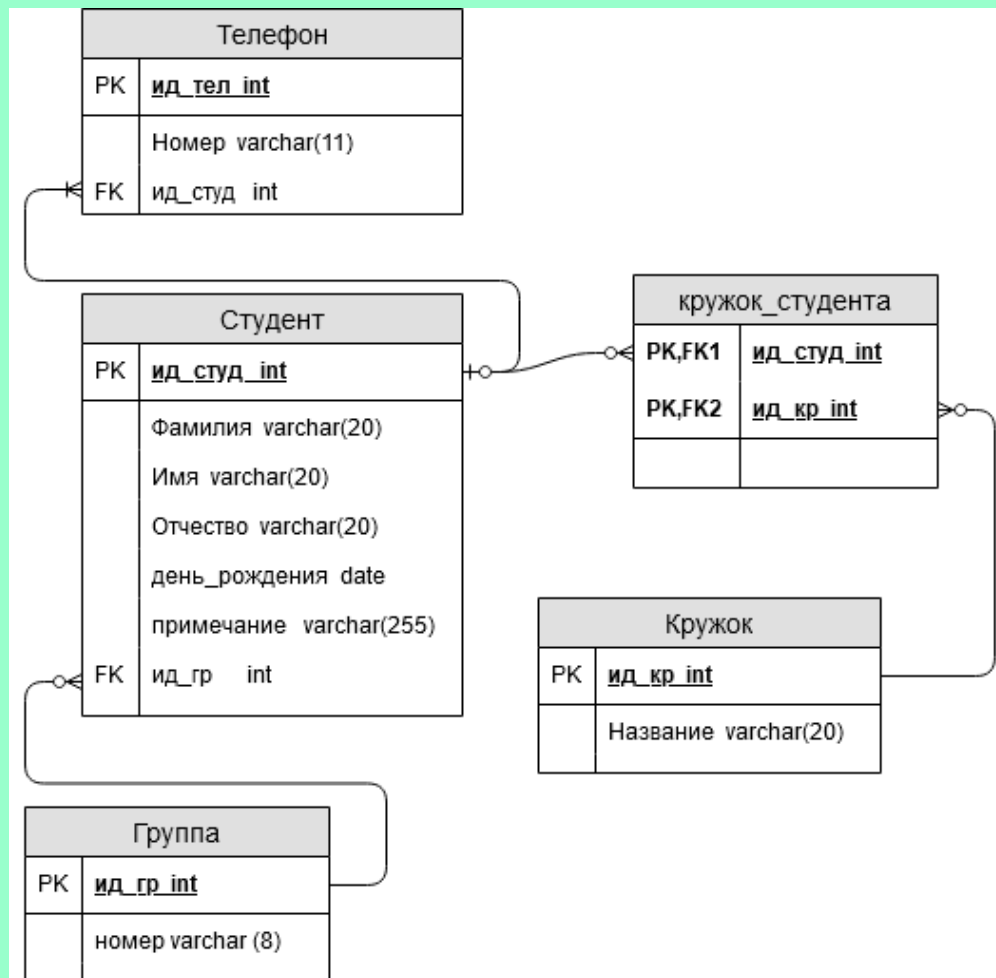 Телефон
PK ид_тел int
Номер varchar(11)
FK ид_студ int
Студент
PK ид_студ int
Фамилия varchar(20)
Имя varchar(20)
Отчество varchar(20)
день_рождения date
примечание varchar(255)
FK ид_гр int
кружок_студента
PK,FK1 ид_студ int
PK,FK2 ид_кр int
Кружок
PK ид_кр int
Название varchar(20)
Группа
PK ид_гр int
номер varchar (8)